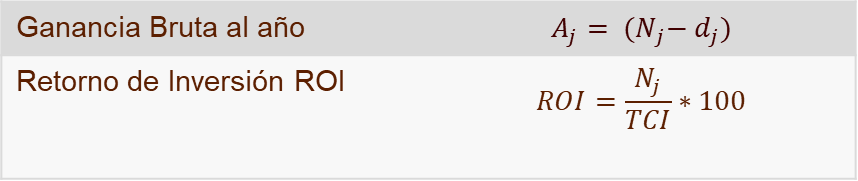 Ganancia Bruta al año A_j = (N_j − d_j)
Retorno de Inversión ROI ROI = N_j / TCI * 100